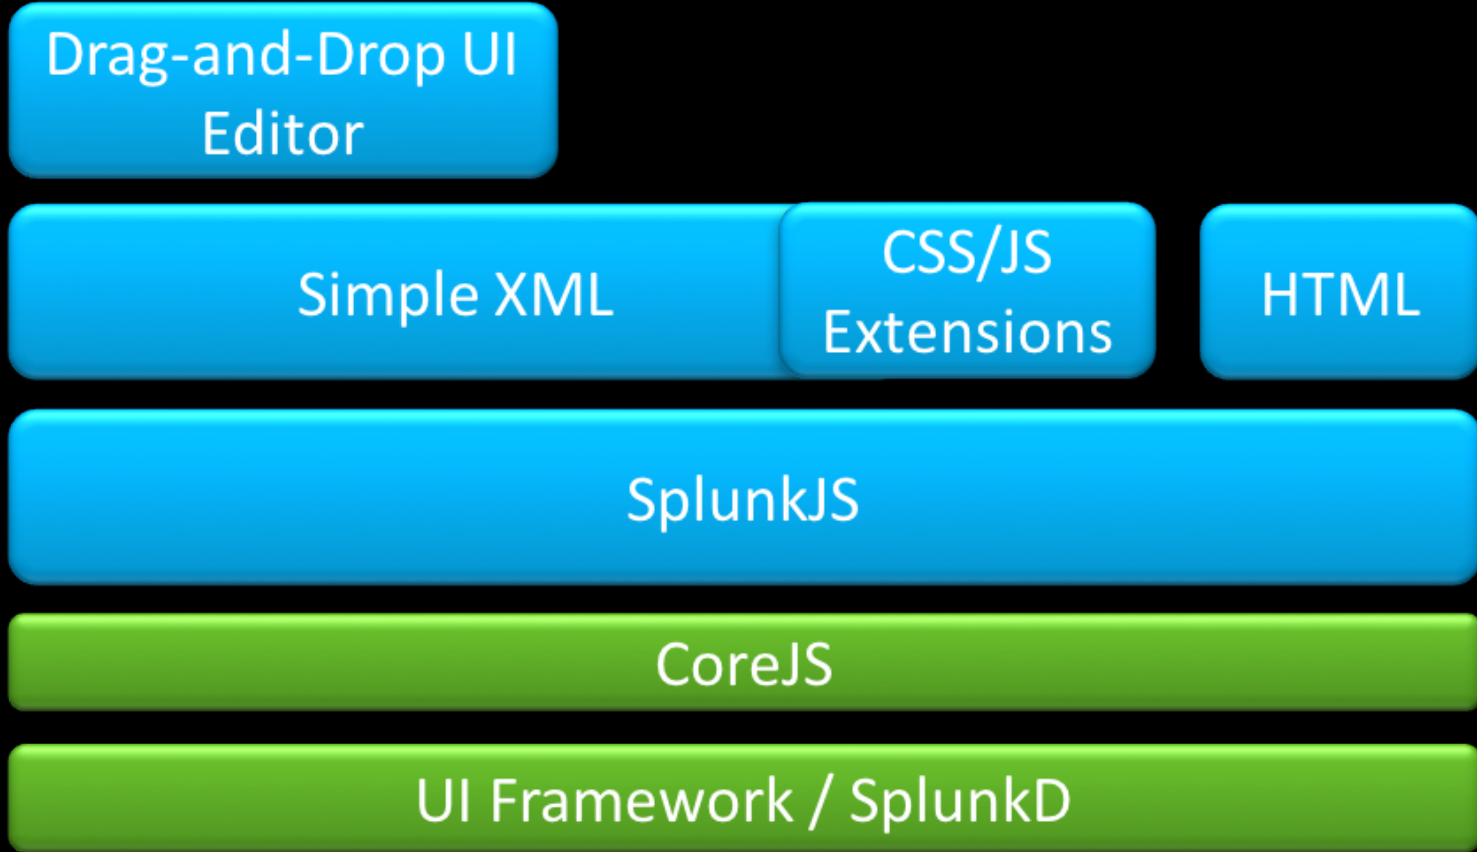 Drag-and-Drop UI
Editor
Simple XML
CSS/JS
Extensions
HTML
SplunkJS
CoreJS
UI Framework / SplunkD